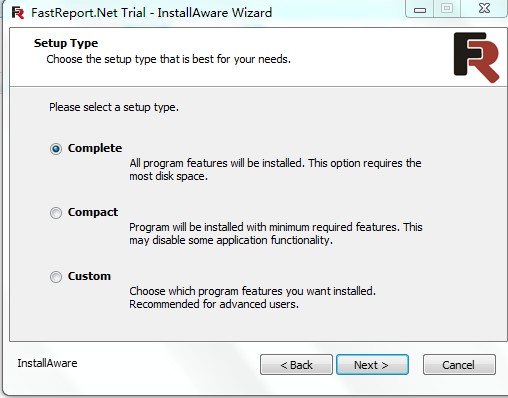 FastReport.Net Trial - InstallAware Wizard
Setup Type
Choose the setup type that is best for your needs.
FR
Please select a setup type.
Complete
All program features will be installed. This option requires the
most disk space.
Compact
Program will be installed with minimum required features. This
may disable some application functionality.
Custom
Choose which program features you want installed.
Recommended for advanced users.
InstallAware
< Back
Next >
Cancel